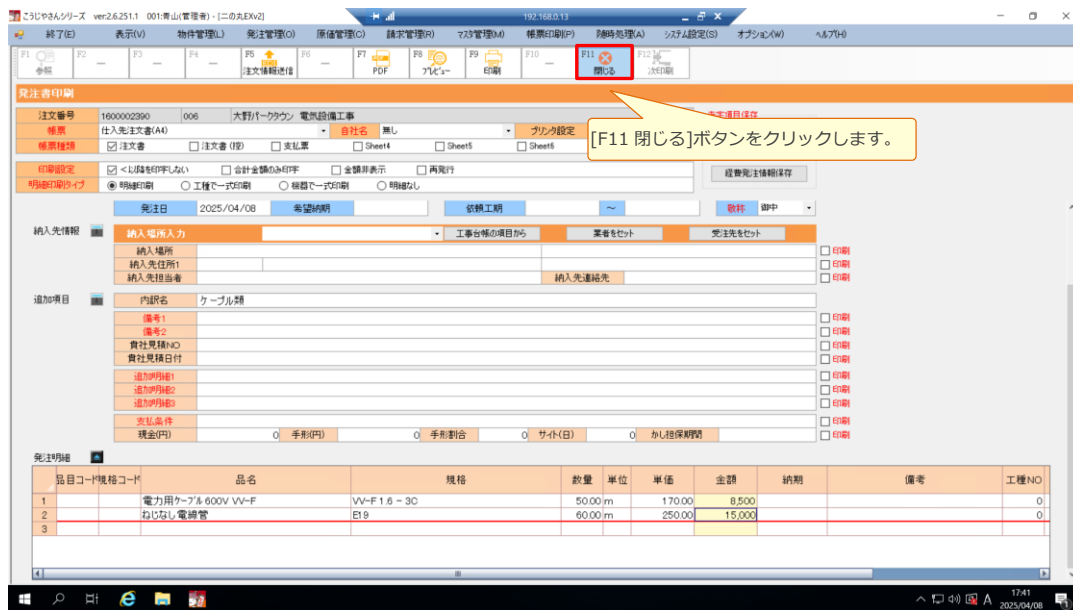 こうじやさんシリーズ ver:2.6.251.1 001:青山(管理者) - [二の丸EXv2]
192.168.0.13
終了(E) 表示(V) 物件管理(L) 発注管理(O) 原価管理(C) 請求管理(R) マスタ管理(M) 帳票印刷(P) 随時処理(A) システム設定(S) オプション(W) ヘルプ(H)
F1 参照 F2 F3 F4 F5 注文情報送信 F6 F7 PDF F8 プレビュー F9 印刷 F10 F11 閉じる F12 次印刷
発注書印刷
[F11 閉じる]ボタンをクリックします。
注文番号 1600002390 006 大野パークタウン 電気設備工事
帳票 仕入先注文書(A4) 自社名 無し プリンタ設定
帳票種類 注文書 注文書(控) 支払票 Sheet4 Sheet5 Sheet6
印刷設定 <以降を印字しない 合計金額のみ印字 金額非表示 再発行
経費発注情報保存
明細印刷タイプ 明細印刷 工種で一式印刷 機器で一式印刷 明細なし
発注日 2025/04/08 希望納期 依頼工期 ～ 敬称 御中
納入先情報 納入場所入力 工事台帳の項目から 業者をセット 受注先をセット
納入場所 印刷
納入先住所1 印刷
納入先担当者 納入先連絡先 印刷
追加項目 内訳名 ケーブル類
備考1 印刷
備考2 印刷
貴社見積NO 印刷
貴社見積日付 印刷
追加明細1 印刷
追加明細2 印刷
追加明細3 印刷
支払条件 印刷
現金(円) 0 手形(円) 0 手形割合 0 サイト(日) 0 かし担保期間 印刷
発注明細
品目コード 規格コード 品名 規格 数量 単位 単価 金額 納期 備考 工種NO
1 電力用ケーブル 600V VV-F VV-F 1.6 - 3C 50.00 m 170.00 8,500 0
2 ねじなし電線管 E19 60.00 m 250.00 15,000 0
3
17:41
A
2025/04/08